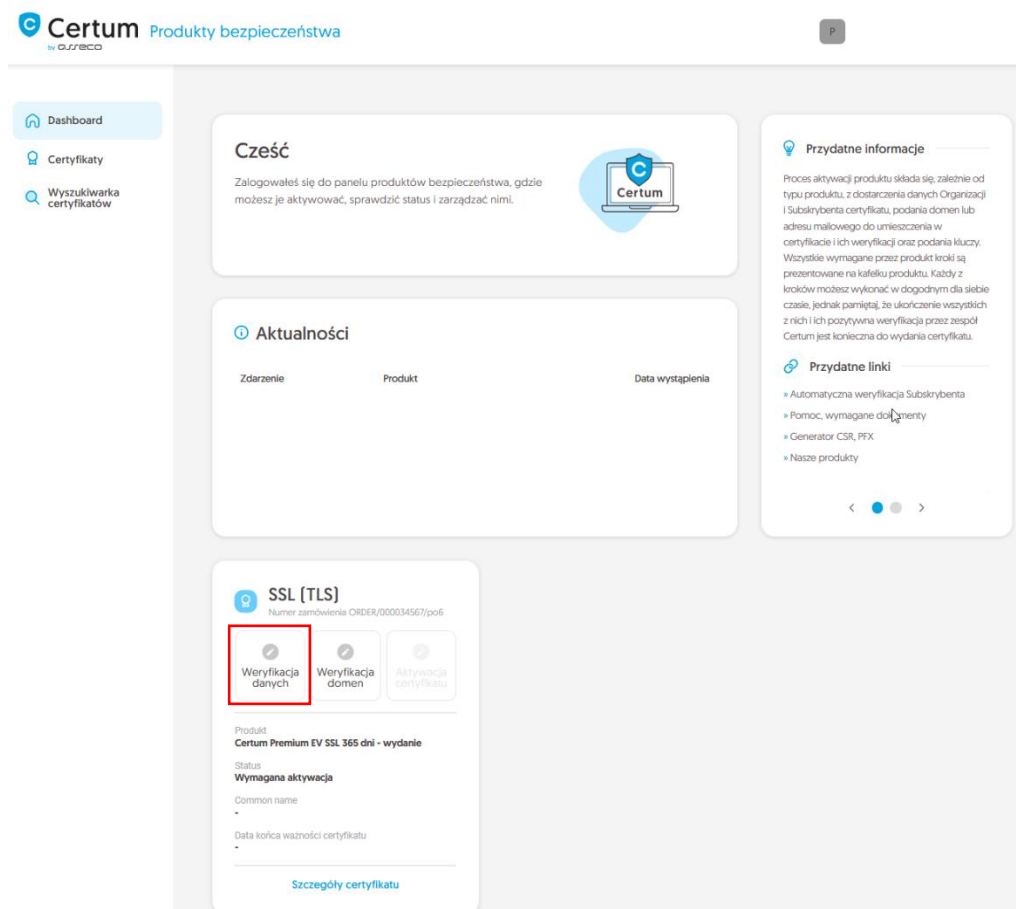 Certum Produkty bezpieczeństwa
by asseco
P
Dashboard
Certyfikaty
Wyszukiwarka
certyfikatów
Cześć
Zalogowałeś się do panelu produktów bezpieczeństwa, gdzie
możesz je aktywować, sprawdzić status i zarządzać nimi.
Certum
Aktualności
Zdarzenie Produkt Data wystąpienia
Przydatne informacje
Proces aktywacji produktu składa się, zależnie od
typu produktu, z dostarczenia danych Organizacji
i Subskrybenta certyfikatu, podania domen lub
adresu mailowego do umieszczenia w
certyfikacie i ich weryfikacji oraz podania kluczy.
Wszystkie wymagane przez produkt kroki są
prezentowane na kafelku produktu. Każdy z
kroków możesz wykonać w dogodnym dla siebie
czasie, jednak pamiętaj, że ukończenie wszystkich
z nich i ich pozytywna weryfikacja przez zespół
Certum jest konieczna do wydania certyfikatu.
Przydatne linki
» Automatyczna weryfikacja Subskrybenta
» Pomoc, wymagane dokumenty
» Generator CSR, PFX
» Nasze produkty
SSL (TLS)
Numer zamówienia ORDER/000034567/po6
Weryfikacja
danych
Weryfikacja
domen
Aktywacja
certyfikatu
Produkt
Certum Premium EV SSL 365 dni - wydanie
Status
Wymagana aktywacja
Common name
-
Data końca ważności certyfikatu
-
Szczegóły certyfikatu